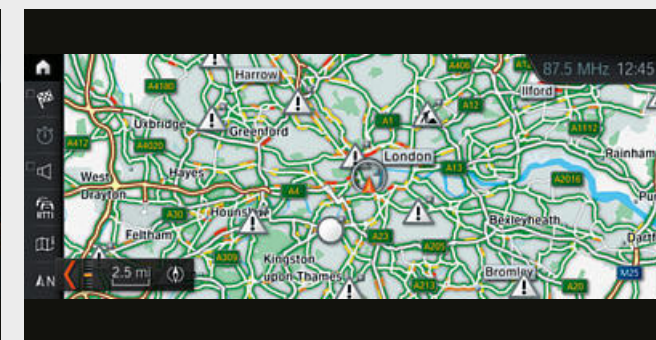 A406
87.5 MHz 12:45
Harrow
A4180
Ilford
A12
A1
Uxbridge
Greenford
A1112
A412
A4020
London
Rainham
West
Drayton
Hayes
A13
A4
A2016
RTTI
A30
Hounslow
Bexleyheath
Feltham
A23
A205
A309
Kingston
upon Thames
2.5 mi
Bromley
M25
A213
A20